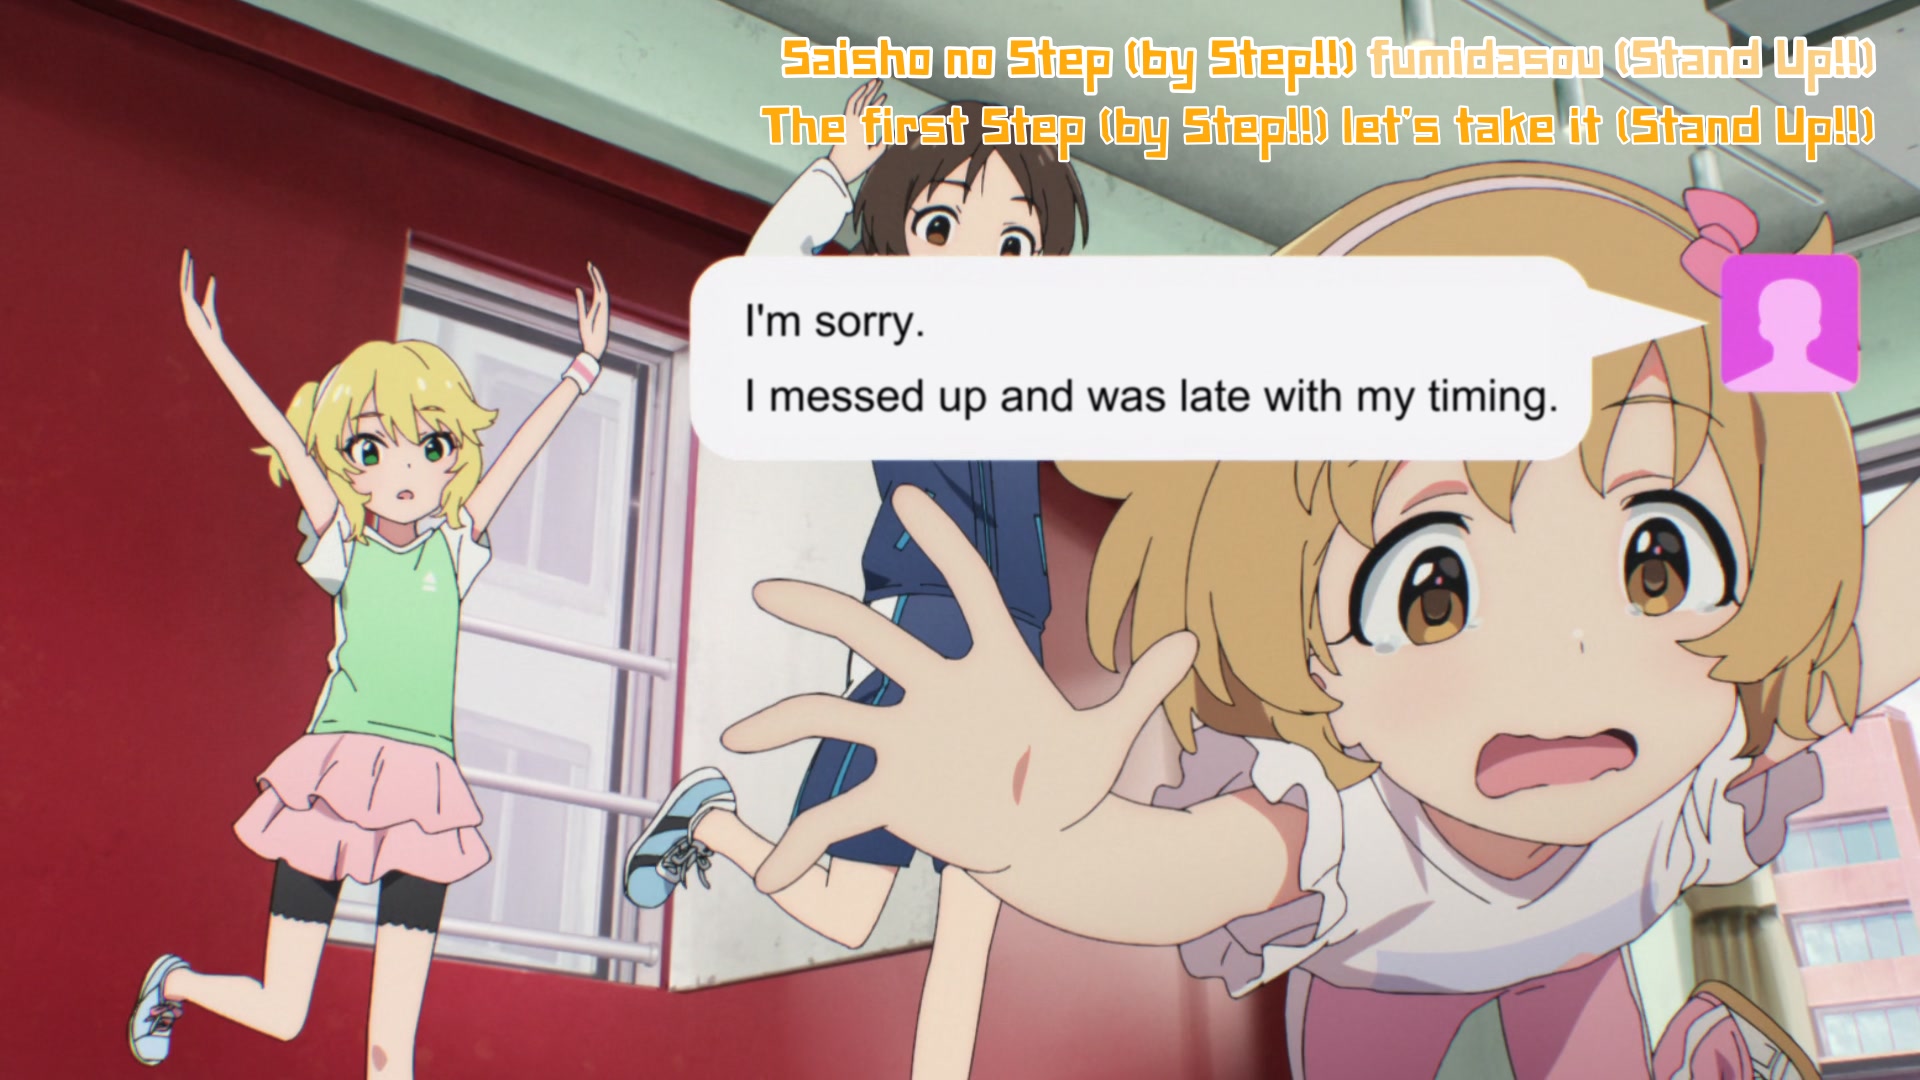 Saisho no Step (by Step!!) fumidasou (Stand Up!!)
The first Step (by Step!!) let's take it (Stand Up!!)
I'm sorry.
I messed up and was late with my timing.